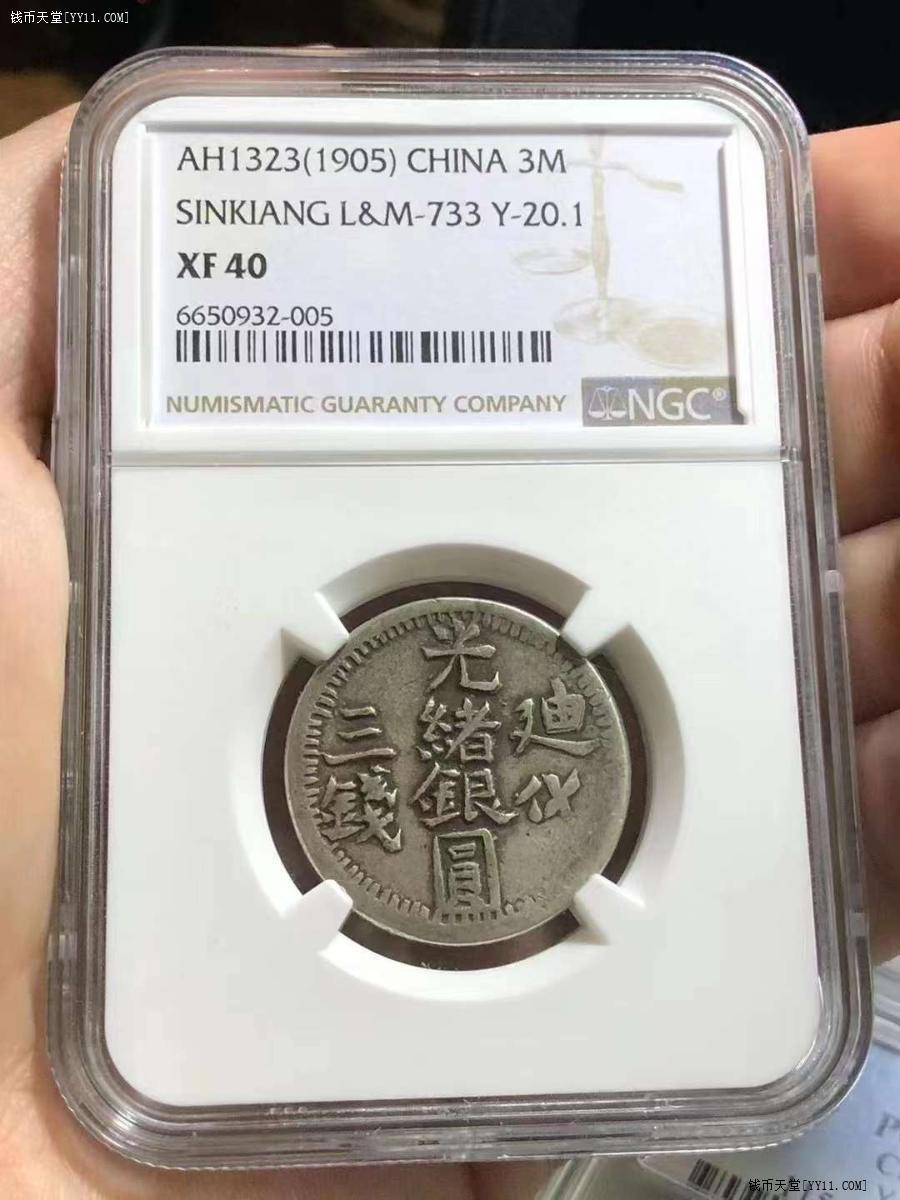 钱币天堂[YY11.COM]
AH1323(1905) CHINA 3M
SINKIANG L&M-733 Y-20.1
XF 40
6650932-005
NUMISMATIC GUARANTY COMPANY
NGC®
光緒銀圓
迪化
三錢
P
C
钱币天堂[YY11.COM]